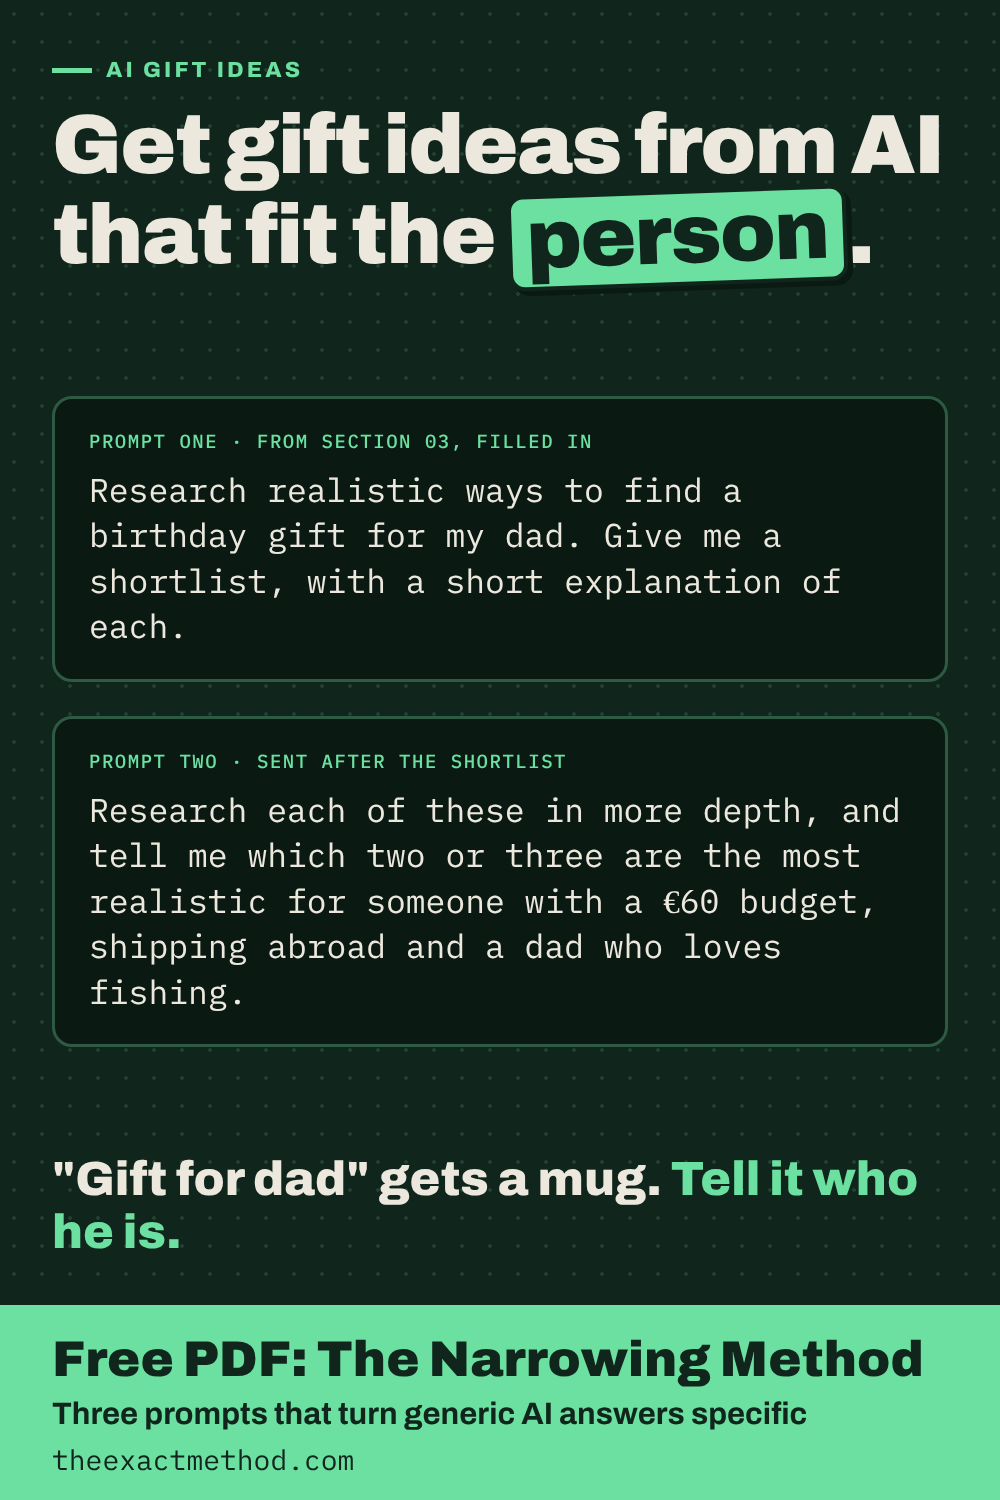 AI GIFT IDEAS
Get gift ideas from AI
that fit the person.
PROMPT ONE · FROM SECTION 03, FILLED IN
Research realistic ways to find a
birthday gift for my dad. Give me a
shortlist, with a short explanation of
each.
PROMPT TWO · SENT AFTER THE SHORTLIST
Research each of these in more depth, and
tell me which two or three are the most
realistic for someone with a €60 budget,
shipping abroad and a dad who loves
fishing.
"Gift for dad" gets a mug. Tell it who
he is.
Free PDF: The Narrowing Method
Three prompts that turn generic AI answers specific
theexactmethod.com